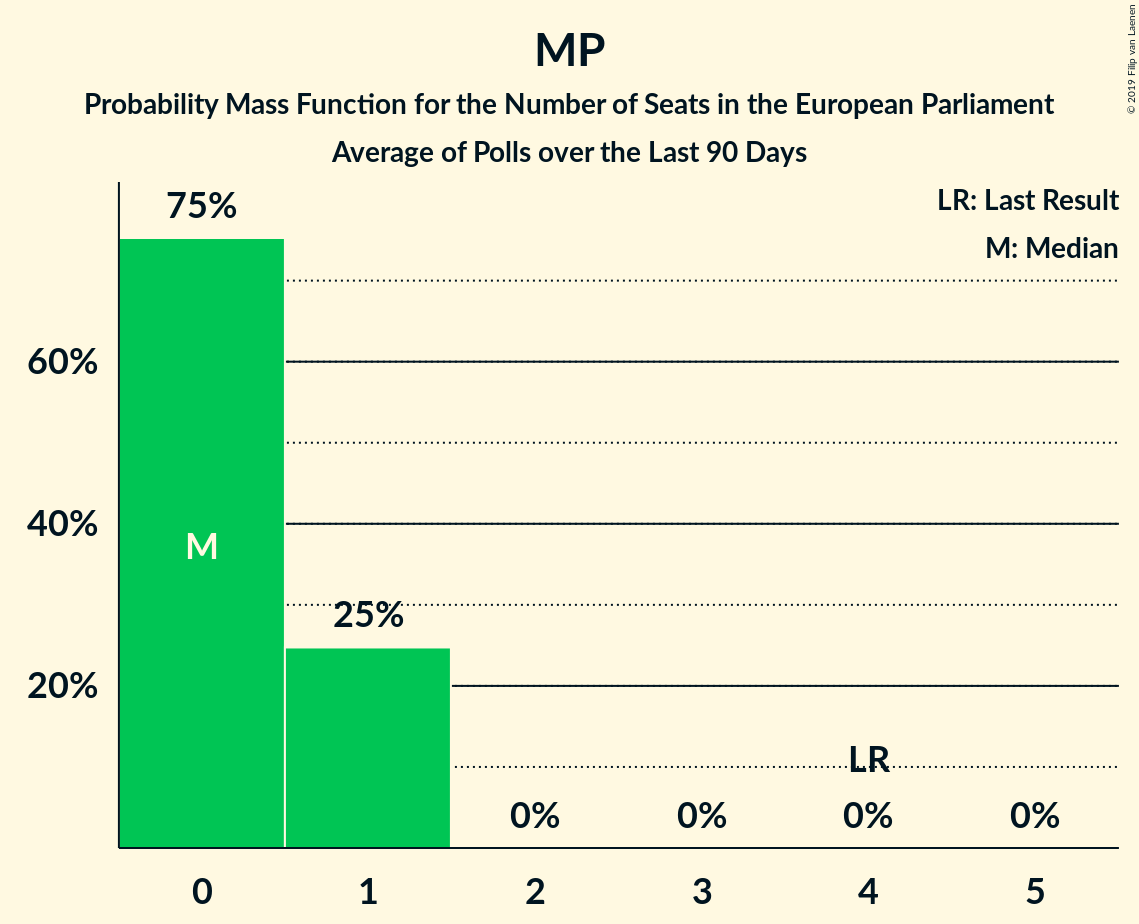 MP
Probability Mass Function for the Number of Seats in the European Parliament
Average of Polls over the Last 90 Days
© 2019 Filip van Laenen
LR: Last Result
M: Median
75%
60%
40%
20%
M
25%
LR
0%
0%
0%
0%
0
1
2
3
4
5